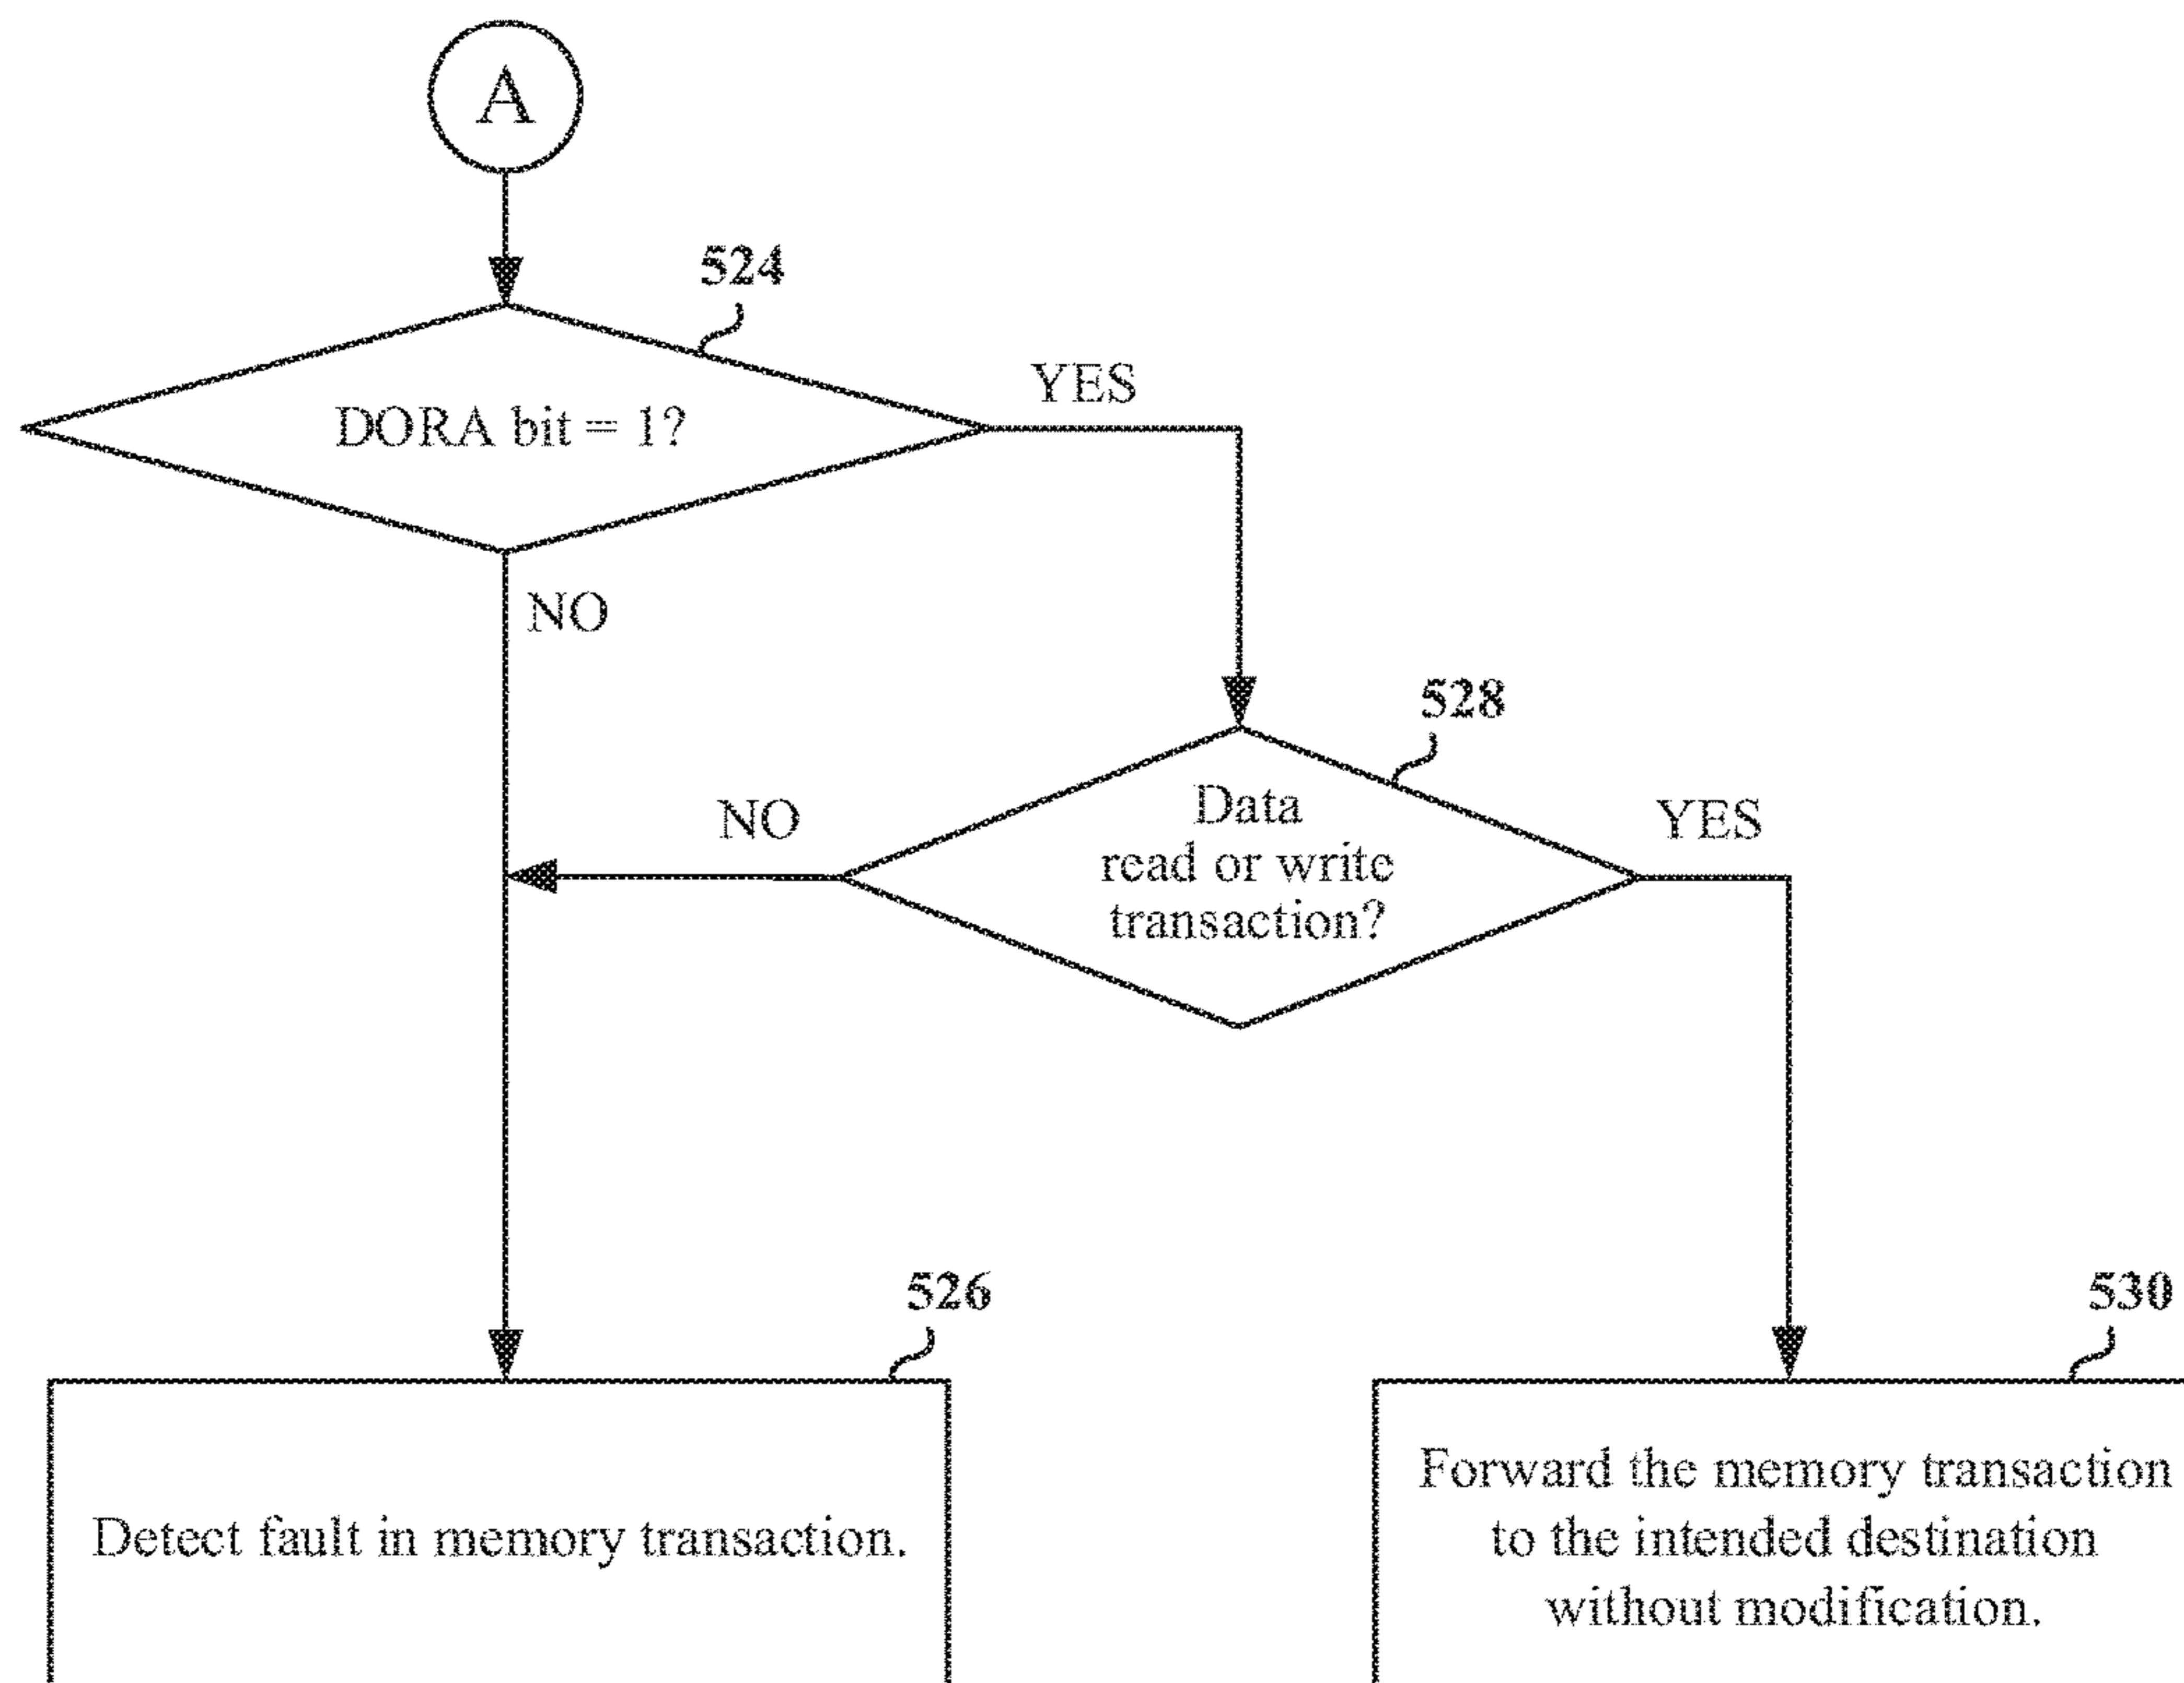 A
524
DORA bit = 1?
YES
NO
528
Data
read or write
transaction?
NO
YES
526
Detect fault in memory transaction.
530
Forward the memory transaction
to the intended destination
without modification.